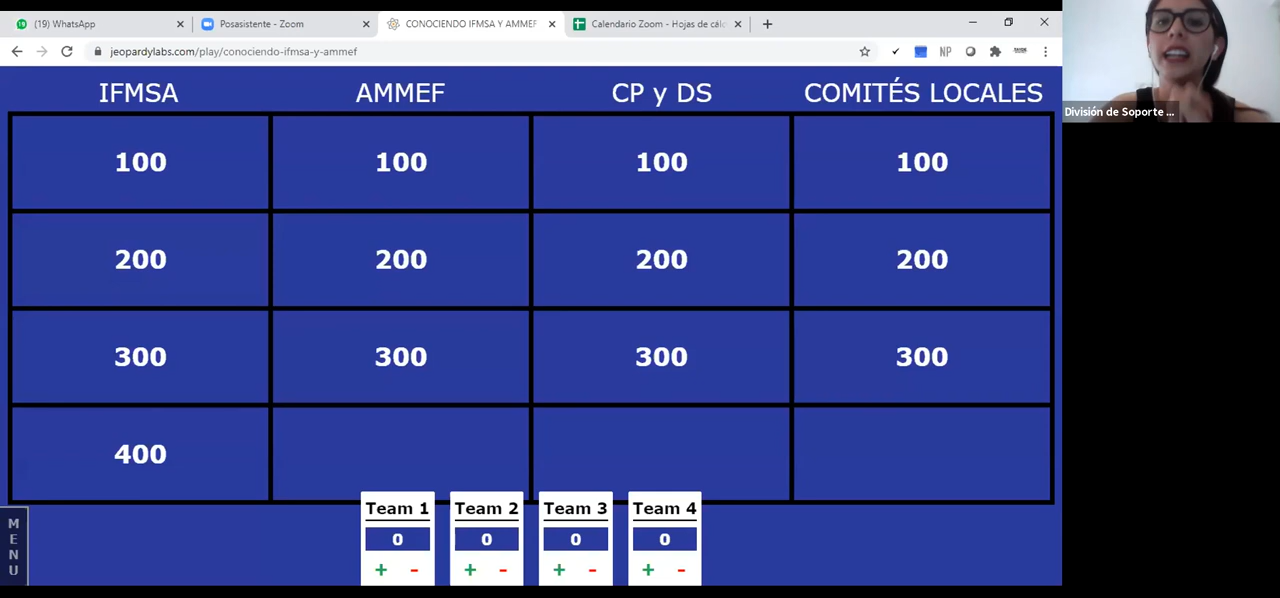 (19) WhatsApp
Posasistente - Zoom
CONOCIENDO IFMSA Y AMMEF
Calendario Zoom - Hojas de cálc
jeopardylabs.com/play/conociendo-ifmsa-y-ammef
NP
División de Soporte ...
IFMSA AMMEF CP y DS COMITÉS LOCALES
100 100 100 100
200 200 200 200
300 300 300 300
400
Team 1 Team 2 Team 3 Team 4
0 0 0 0
+ - + - + - + -
MENU